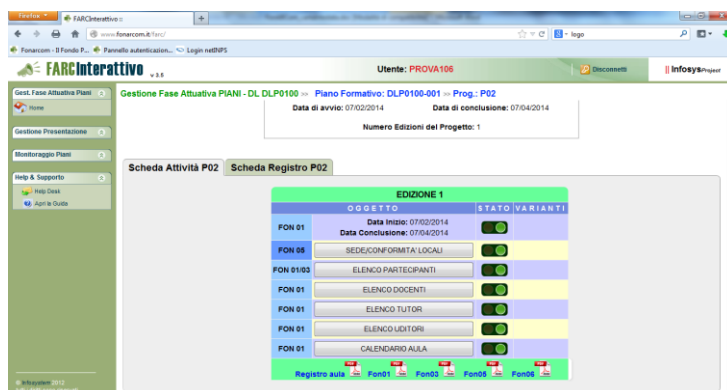 Firefox
FARCInterattivo ::
www.fonarcom.it/farc/
logo
Fonarcom - Il Fondo P...
Pannello autenticazion...
Login netINPS
FARCInterattivo v. 3.6
Utente: PROVA106
Disconnetti
Infosys Project
Gest. Fase Attuativa Piani
Home
Gestione Presentazione
Monitoraggio Piani
Help & Supporto
Help Desk
Apri la Guida
Gestione Fase Attuativa PIANI - DL DLP0100 >> Piano Formativo: DLP0100-001 >> Prog.: P02
Data di avvio: 07/02/2014 Data di conclusione: 07/04/2014
Numero Edizioni del Progetto: 1
Scheda Attività P02 Scheda Registro P02
EDIZIONE 1
OGGETTO STATO VARIANTI
FON 01 Data Inizio: 07/02/2014
Data Conclusione: 07/04/2014
FON 05 SEDE/CONFORMITA' LOCALI
FON 01/03 ELENCO PARTECIPANTI
FON 01 ELENCO DOCENTI
FON 01 ELENCO TUTOR
FON 01 ELENCO UDITORI
FON 01 CALENDARIO AULA
Registro aula Fon01 Fon03 Fon05 Fon06
© Infosystem 2012